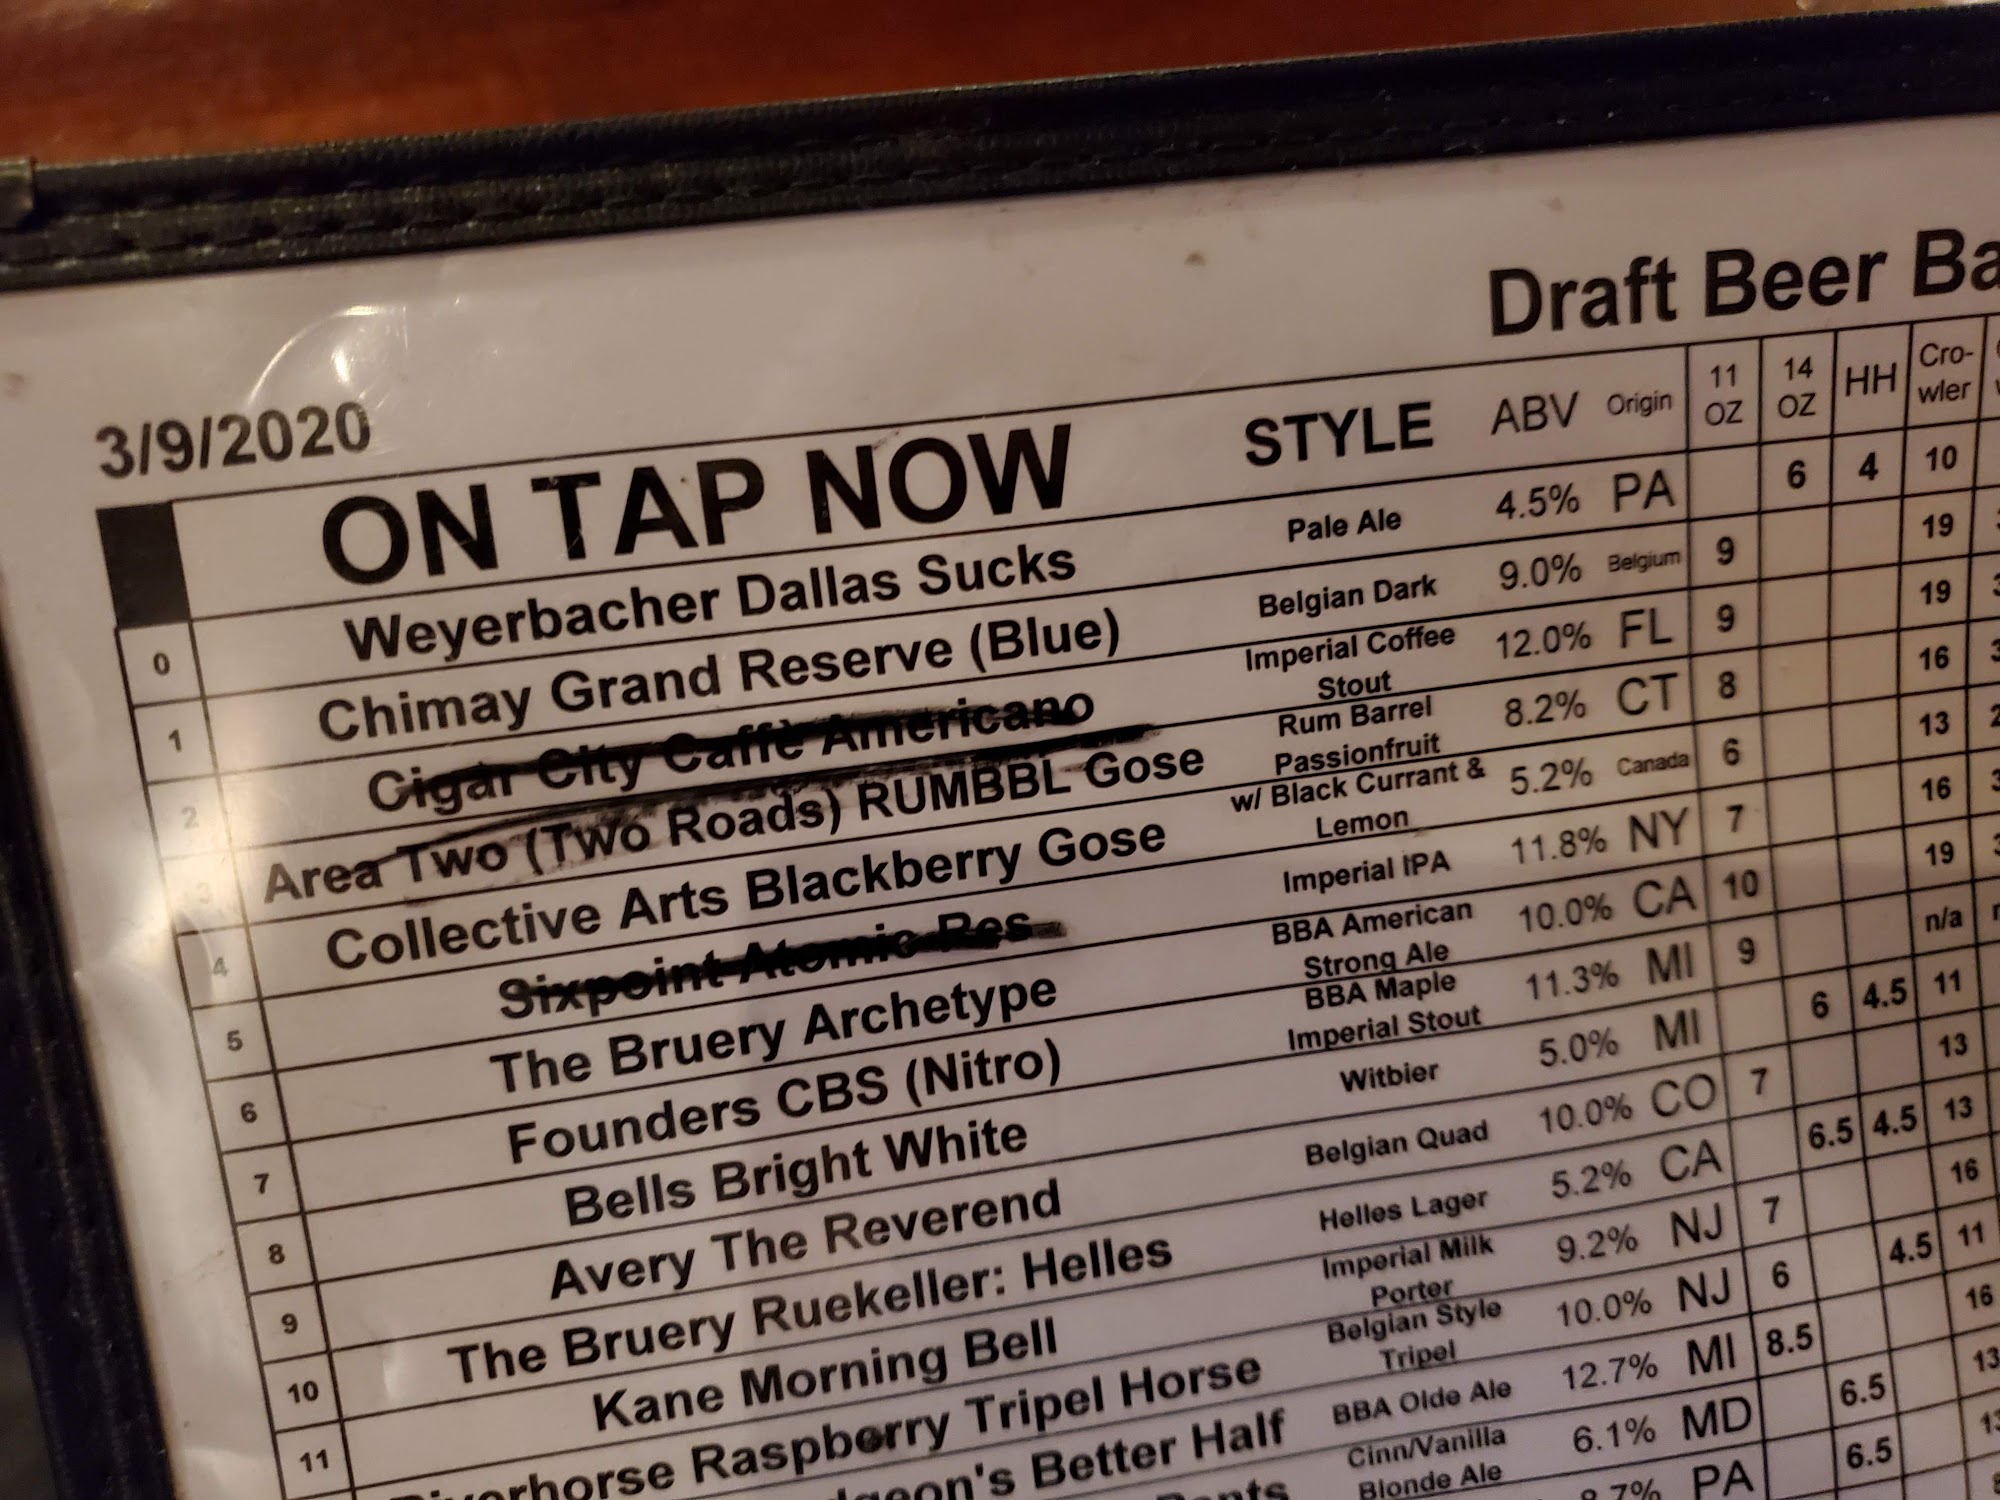 Draft Beer
3/9/2020
ON TAP NOW STYLE ABV Origin 11 OZ 14 OZ HH Cro-wler
0 Weyerbacher Dallas Sucks Pale Ale 4.5% PA 6 4 10
1 Chimay Grand Reserve (Blue) Belgian Dark 9.0% Belgium 9 19
2 Cigar City Caffè Americano Imperial Coffee Stout 12.0% FL 9 19
3 Area Two (Two Roads) RUMBBL Gose Rum Barrel Passionfruit 8.2% CT 8 16
4 Collective Arts Blackberry Gose w/ Black Currant & Lemon 5.2% Canada 6 13
5 Sixpoint Atomic Res Imperial IPA 11.8% NY 7 16
6 The Bruery Archetype BBA American Strong Ale 10.0% CA 10 19
7 Founders CBS (Nitro) BBA Maple Imperial Stout 11.3% MI 9 n/a
8 Bells Bright White Witbier 5.0% MI 6 4.5 11
9 Avery The Reverend Belgian Quad 10.0% CO 7 13
10 The Bruery Ruekeller: Helles Helles Lager 5.2% CA 6.5 4.5 13
11 Kane Morning Bell Imperial Milk Porter 9.2% NJ 7 16
Raspberry Tripel Horse Belgian Style Tripel 10.0% NJ 6 4.5 11
Better Half BBA Olde Ale 12.7% MI 8.5 16
Cinn/Vanilla Blonde Ale 6.1% MD 6.5
PA 6.5